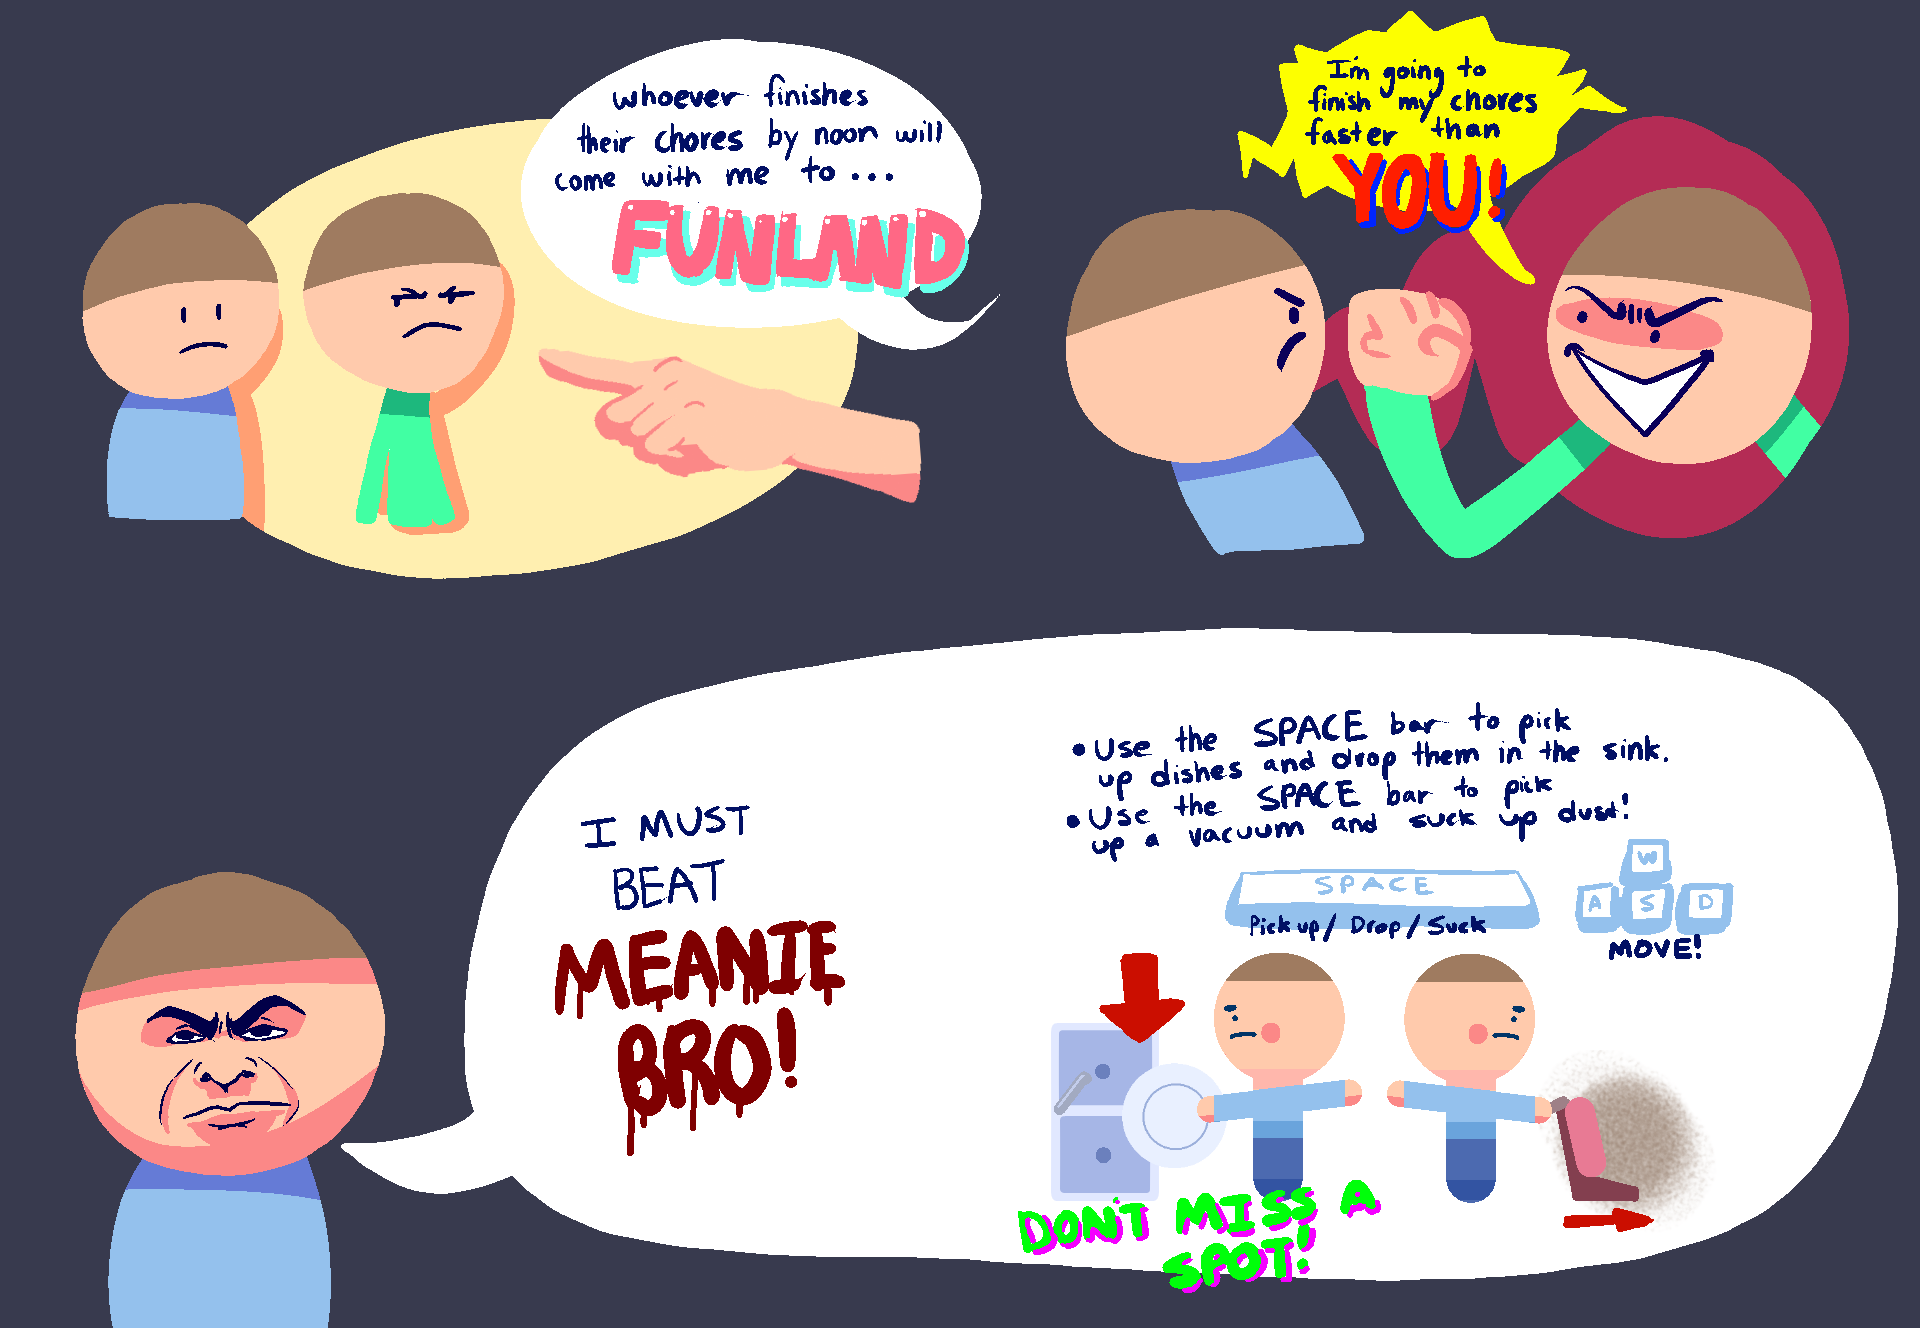 whoever finishes
their chores by noon will
come with me to...
FUNLAND
I'm going to
finish my chores
faster than
YOU!
I MUST
BEAT
MEANIE
BRO!
• Use the SPACE bar to pick
up dishes and drop them in the sink.
• Use the SPACE bar to pick
up a vacuum and suck up dust!
SPACE
Pick up/ Drop/ Suck
W
A S D
MOVE!
DON'T MISS A
SPOT!